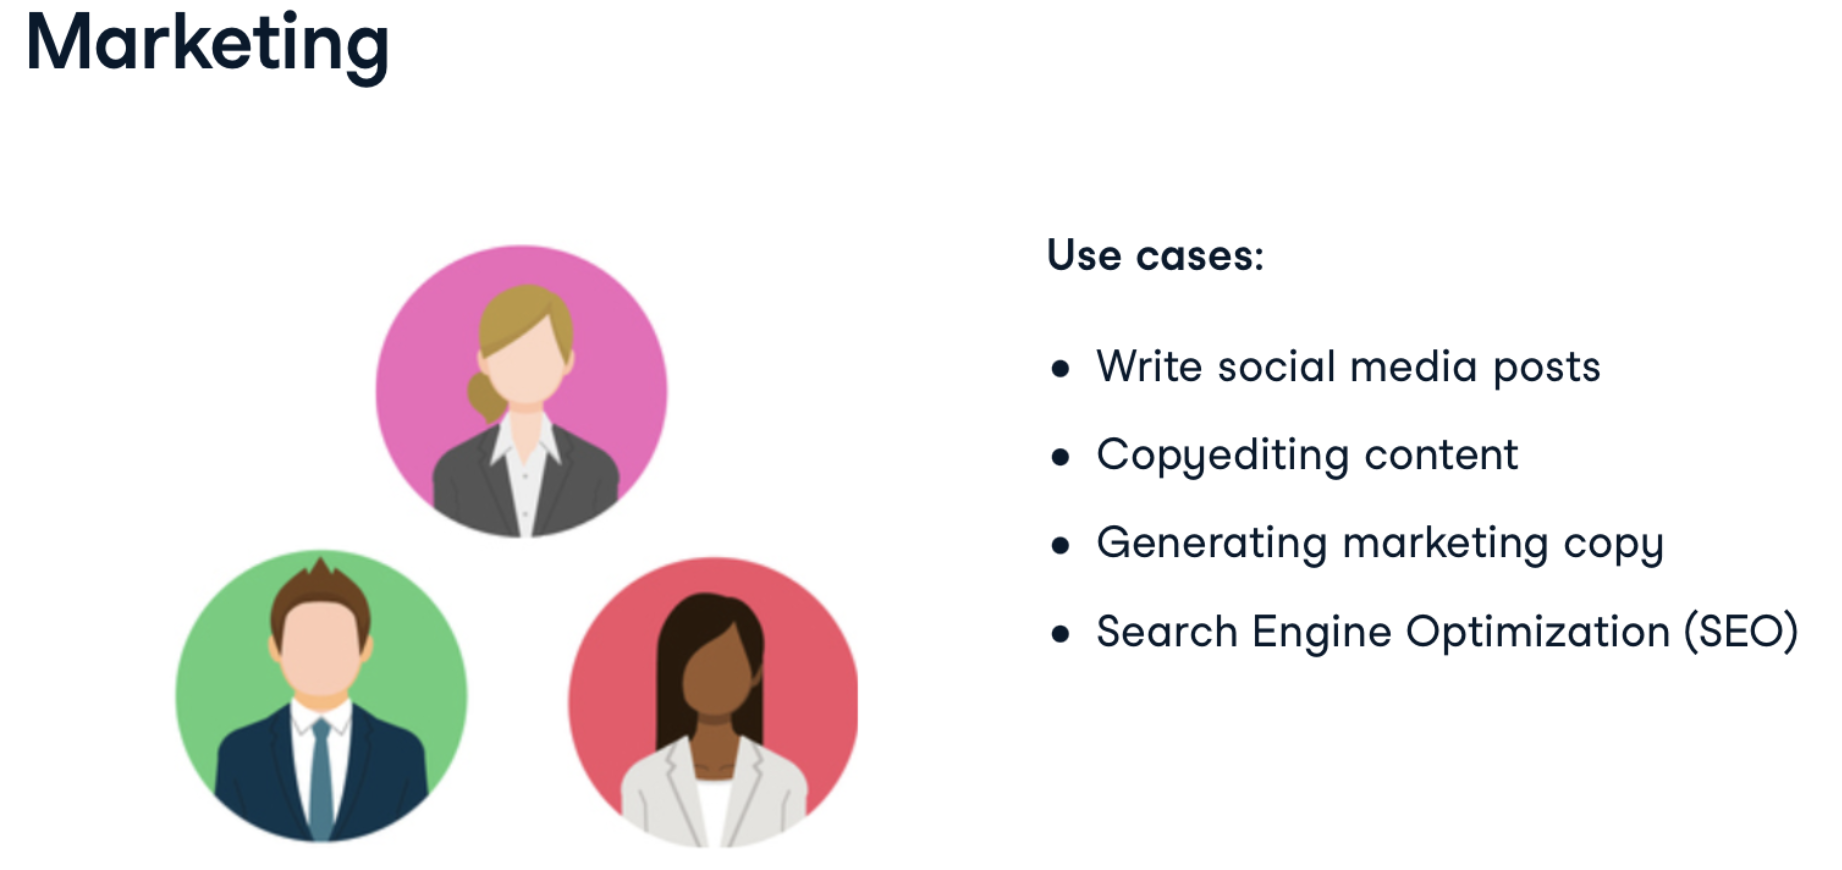 Marketing
Use cases:
• Write social media posts
• Copyediting content
• Generating marketing copy
• Search Engine Optimization (SEO)